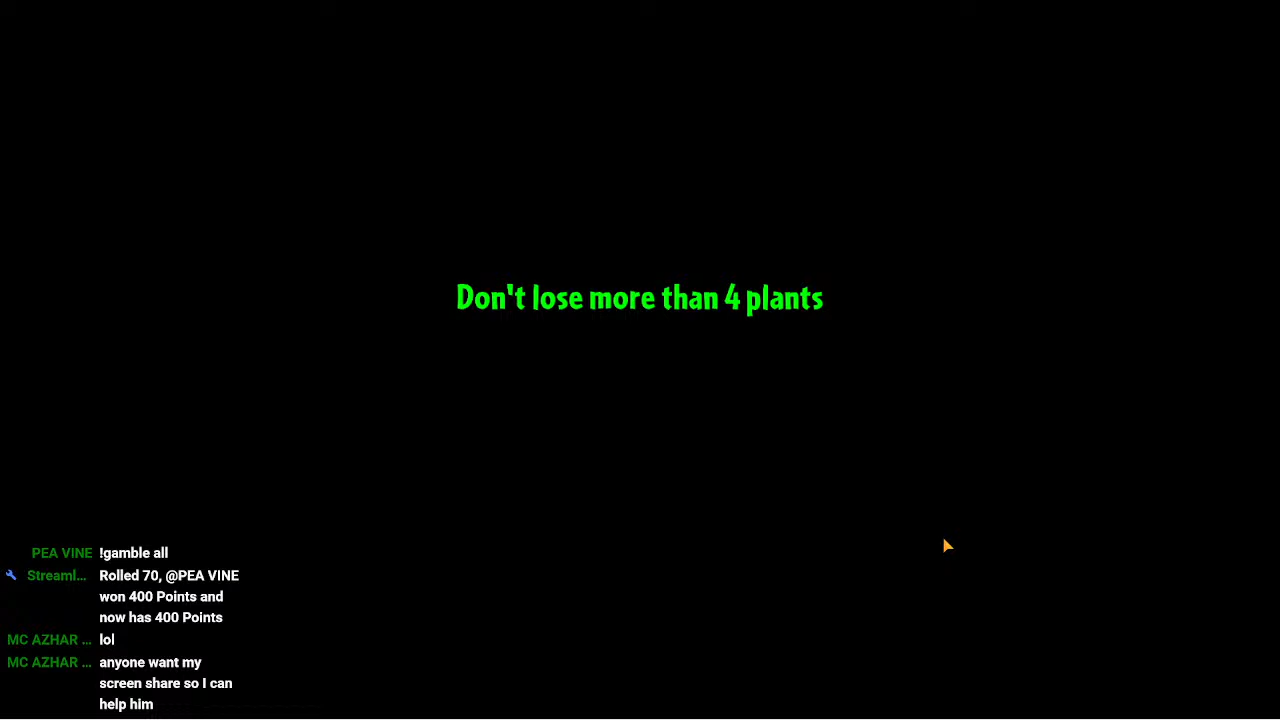 Don't lose more than 4 plants
PEA VINE !gamble all
Streaml... Rolled 70, @PEA VINE
won 400 Points and
now has 400 Points
MC AZHAR ... lol
MC AZHAR ... anyone want my
screen share so I can
help him